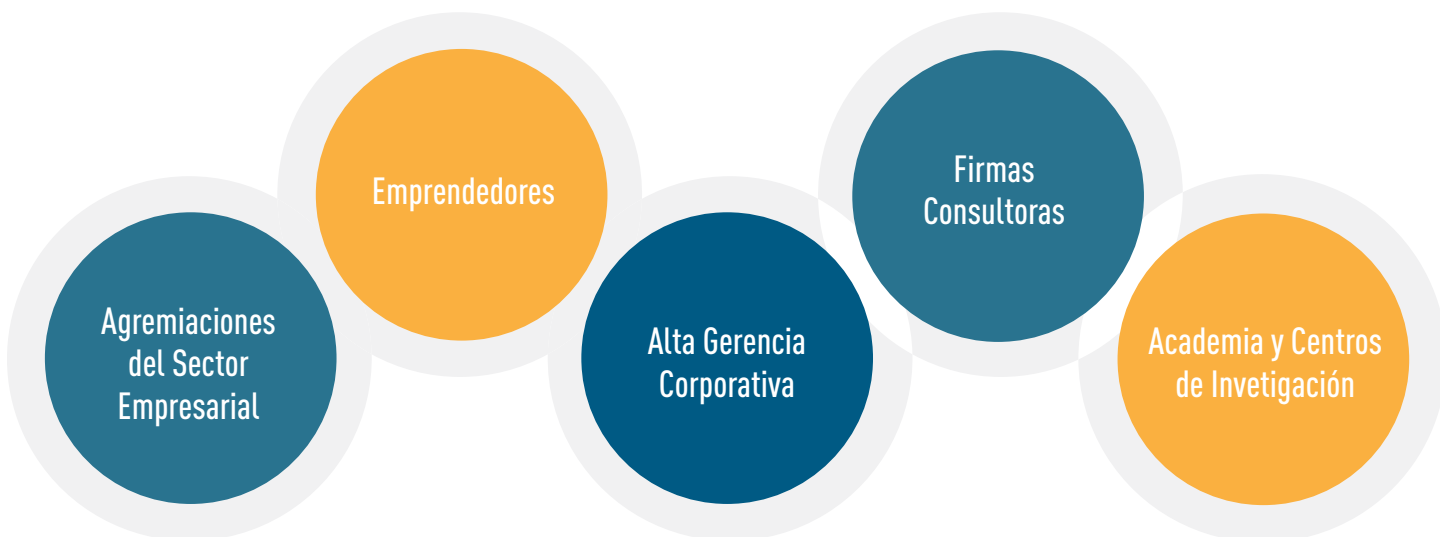 Agremiaciones
del Sector
Empresarial
Emprendedores
Alta Gerencia
Corporativa
Firmas
Consultoras
Academia y Centros
de Invetigación